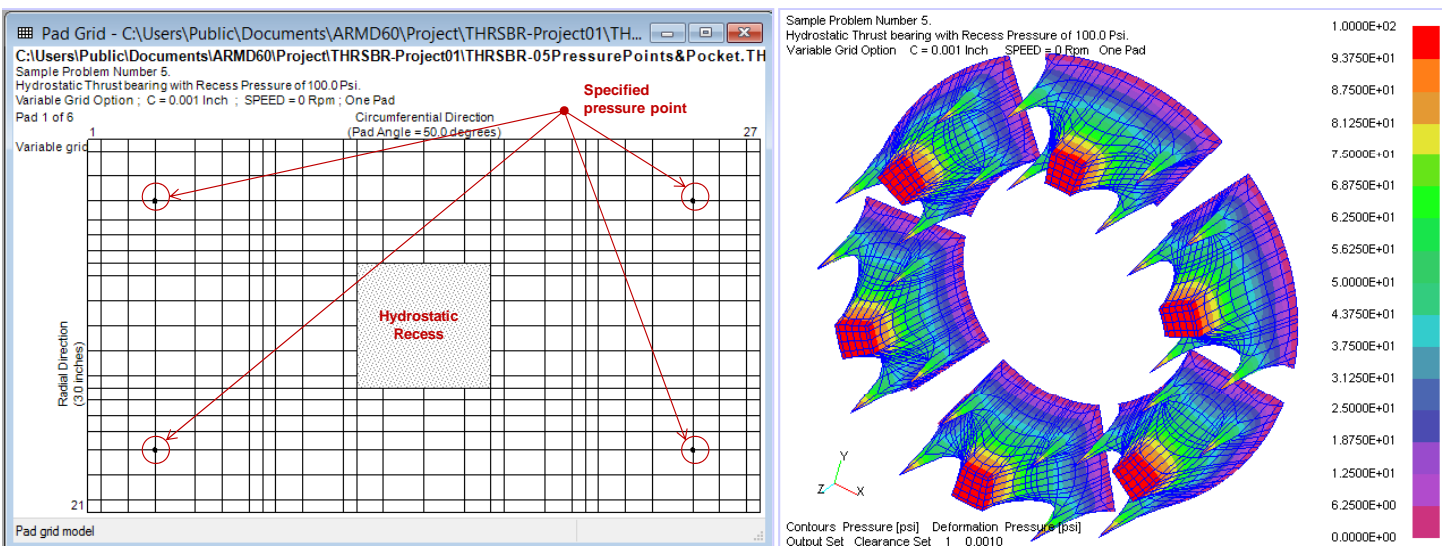 Pad Grid - C:\Users\Public\Documents\ARMD60\Project\THRSBR-Project01\TH...
C:\Users\Public\Documents\ARMD60\Project\THRSBR-Project01\THRSBR-05PressurePoints&Pocket.TH
Sample Problem Number 5.
Hydrostatic Thrust bearing with Recess Pressure of 100.0 Psi.
Variable Grid Option ; C = 0.001 Inch ; SPEED = 0 Rpm ; One Pad
Pad 1 of 6
Circumferential Direction
(Pad Angle = 50.0 degrees)
1
27
Variable grid
Specified
pressure point
Hydrostatic
Recess
Radial Direction
(3.0 inches)
21
Pad grid model
Sample Problem Number 5.
Hydrostatic Thrust bearing with Recess Pressure of 100.0 Psi.
Variable Grid Option C = 0.001 Inch SPEED = 0 Rpm One Pad
1.0000E+02
9.3750E+01
8.7500E+01
8.1250E+01
7.5000E+01
6.8750E+01
6.2500E+01
5.6250E+01
5.0000E+01
4.3750E+01
3.7500E+01
3.1250E+01
2.5000E+01
1.8750E+01
1.2500E+01
6.2500E+00
0.0000E+00
Y
Z
X
Contours Pressure [psi] Deformation Pressure [psi]
Output Set Clearance Set 1 0.0010